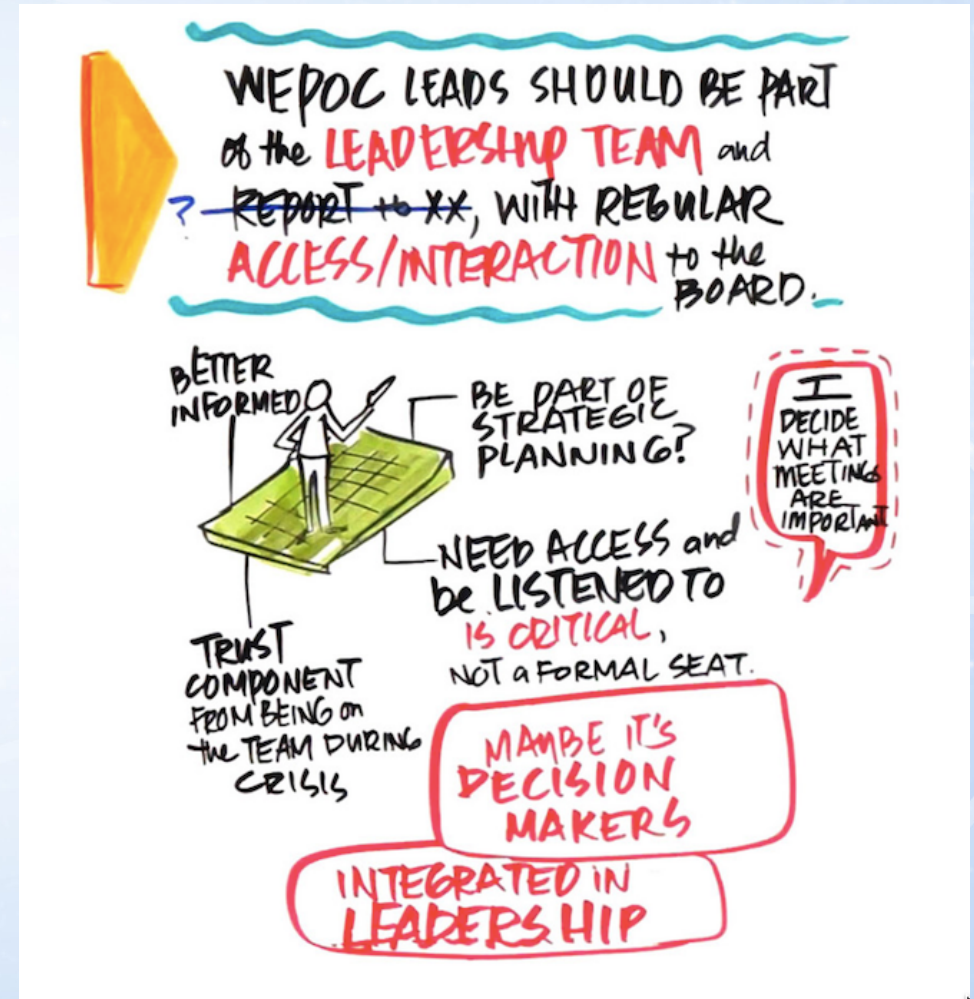 WEPOC LEADS SHOULD BE PART
of the LEADERSHIP TEAM and
? REPORT to XX, WITH REGULAR
ACCESS/INTERACTION to the
BOARD.
BETTER
INFORMED
BE PART OF
STRATEGIC
PLANNING?
I
DECIDE
WHAT
MEETINGS
ARE
IMPORTANT
NEED ACCESS and
be LISTENED TO
IS CRITICAL,
NOT a FORMAL SEAT.
TRUST
COMPONENT
FROM BEING on
the TEAM DURING
CRISIS
MAYBE IT'S
DECISION
MAKERS
INTEGRATED IN
LEADERSHIP